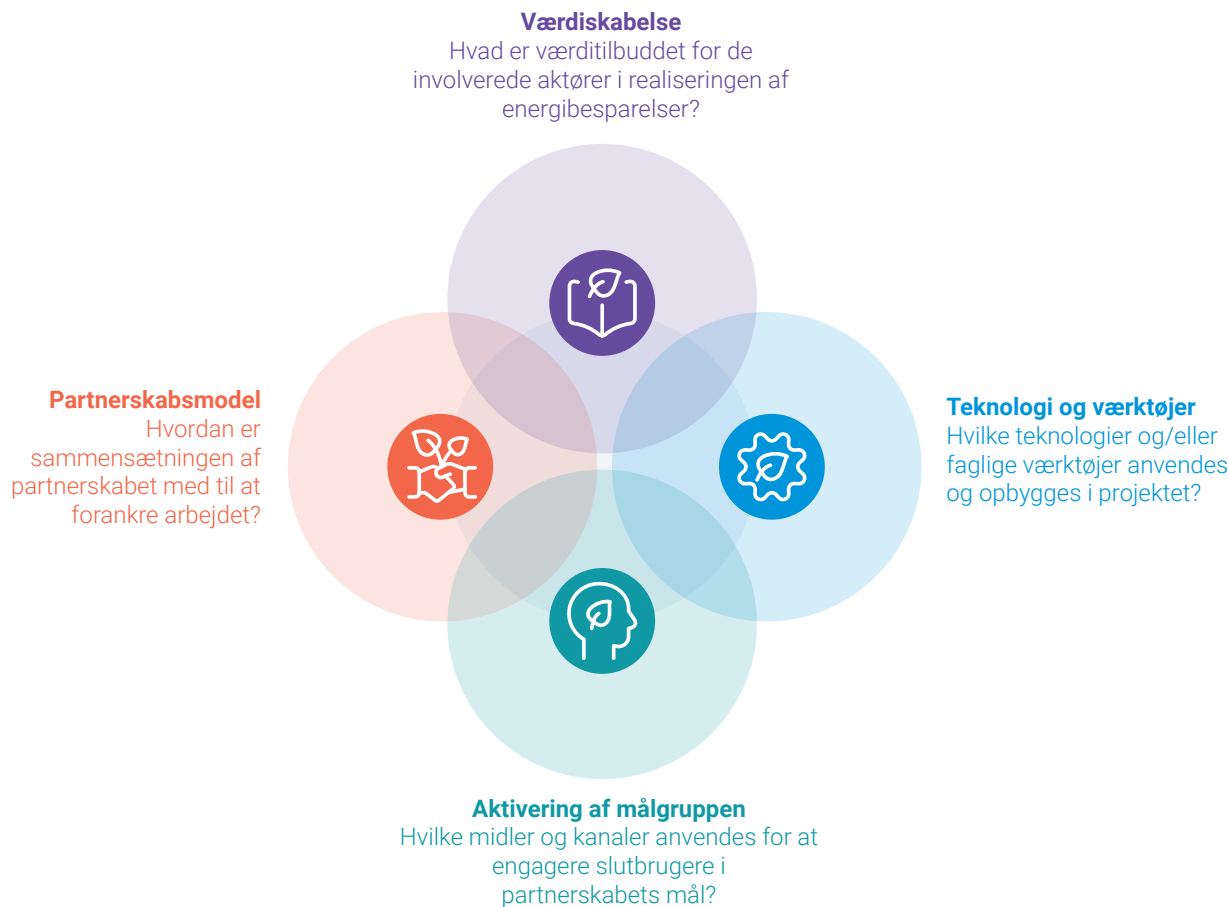 Værdiskabelse
Hvad er værditilbuddet for de
involverede aktører i realiseringen af
energibesparelser?
Partnerskabsmodel
Hvordan er
sammensætningen af
partnerskabet med til at
forankre arbejdet?
Teknologi og værktøjer
Hvilke teknologier og/eller
faglige værktøjer anvendes
og opbygges i projektet?
Aktivering af målgruppen
Hvilke midler og kanaler anvendes for at
engagere slutbrugere i
partnerskabets mål?